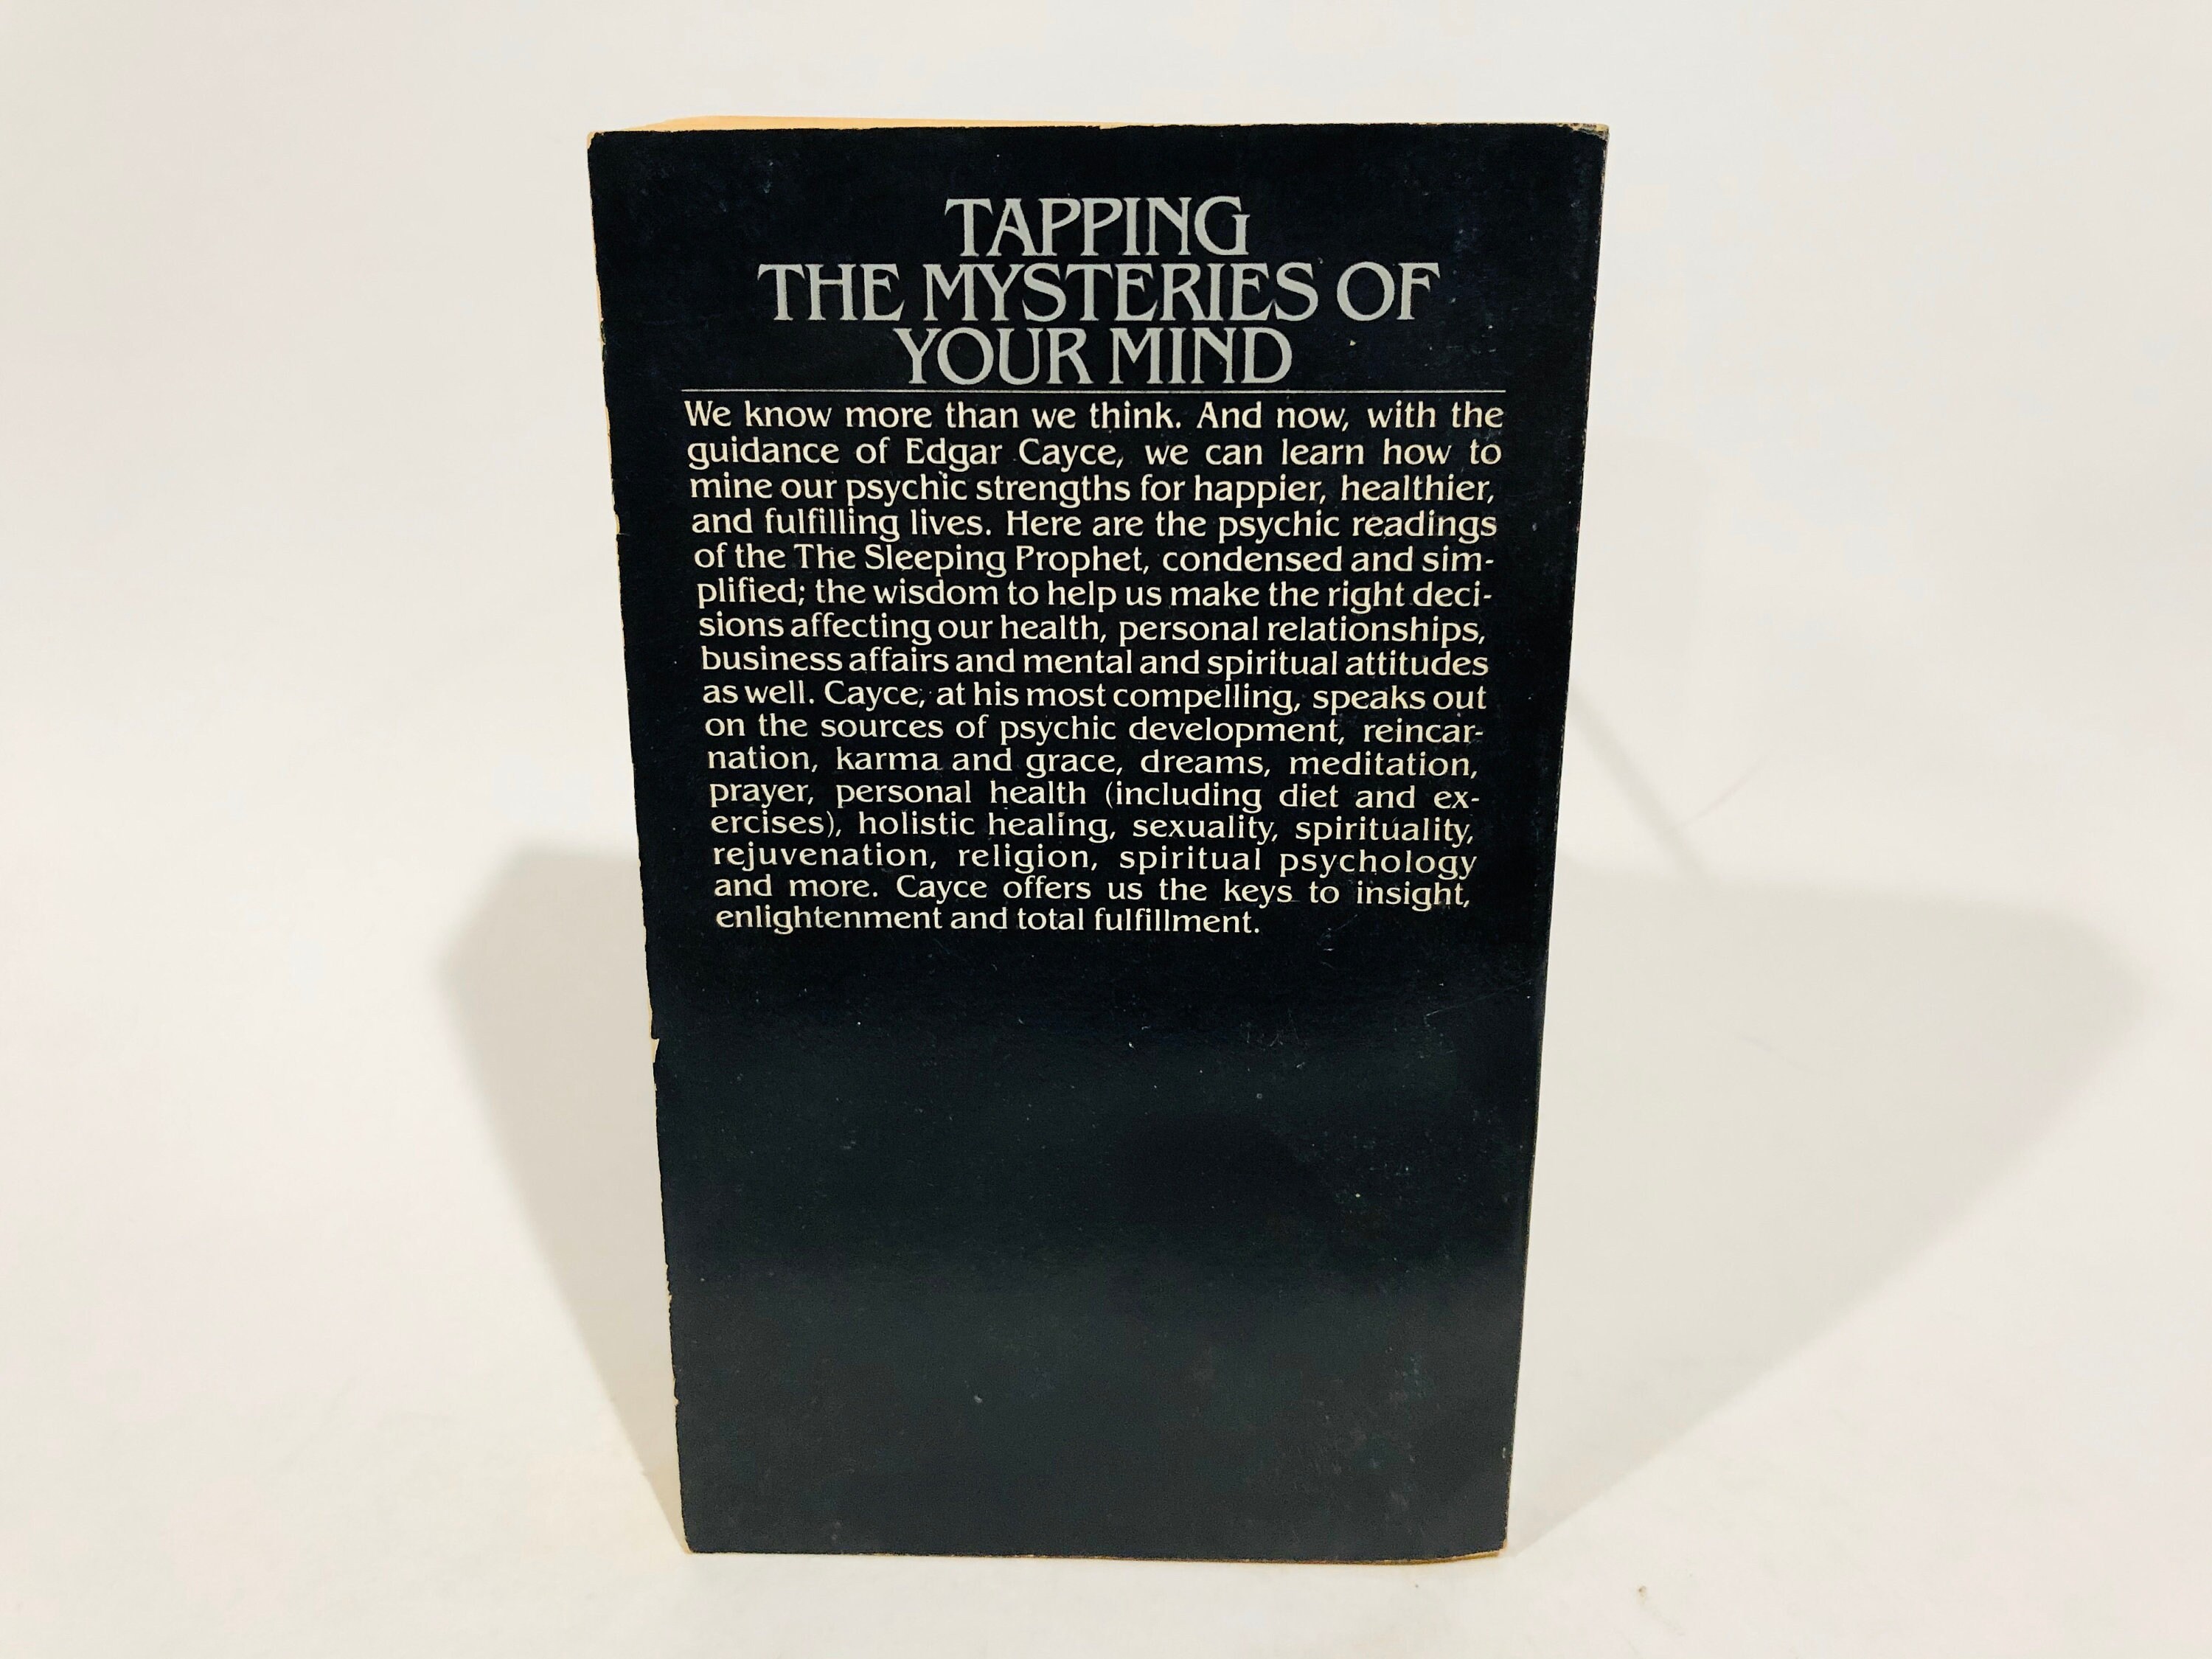 TAPPING
THE MYSTERIES OF
YOUR MIND
We know more than we think. And now, with the
guidance of Edgar Cayce, we can learn how to
mine our psychic strengths for happier, healthier,
and fulfilling lives. Here are the psychic readings
of the The Sleeping Prophet, condensed and sim-
plified; the wisdom to help us make the right deci-
sions affecting our health, personal relationships,
business affairs and mental and spiritual attitudes
as well. Cayce, at his most compelling, speaks out
on the sources of psychic development, reincar-
nation, karma and grace, dreams, meditation,
prayer, personal health (including diet and ex-
ercises), holistic healing, sexuality, spirituality,
rejuvenation, religion, spiritual psychology
and more. Cayce offers us the keys to insight,
enlightenment and total fulfillment.